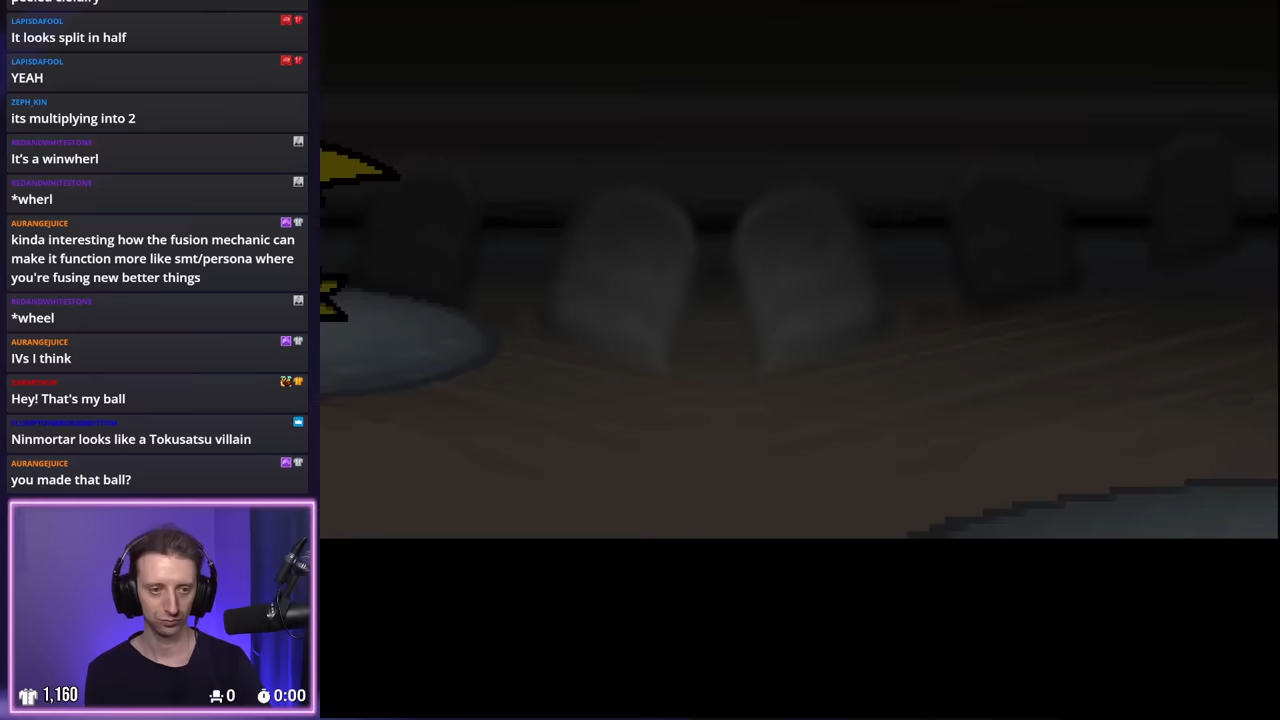 LAPISDAFOOL
It looks split in half
LAPISDAFOOL
YEAH
ZEPH_KIN
its multiplying into 2
REDANDWHITESTONE
It's a winwherl
REDANDWHITESTONE
*wherl
AURANGEJUICE
kinda interesting how the fusion mechanic can
make it function more like smt/persona where
you're fusing new better things
REDANDWHITESTONE
*wheel
AURANGEJUICE
IVs I think
Hey! That's my ball
Ninmortar looks like a Tokusatsu villain
AURANGEJUICE
you made that ball?
1,160
0
0:00